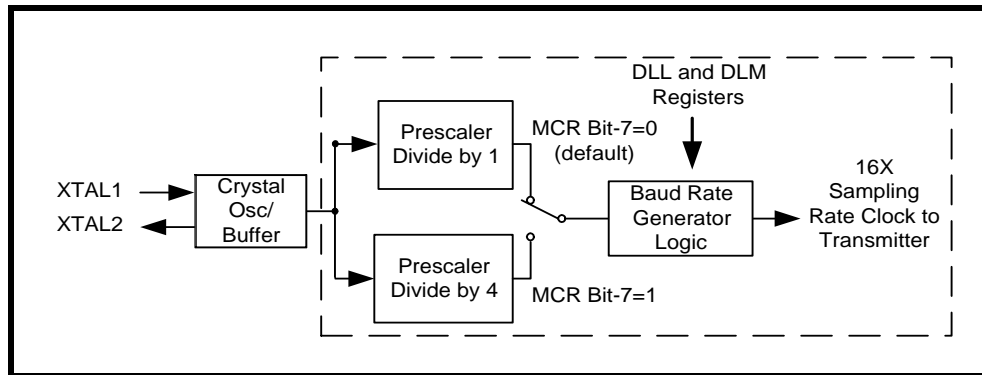 DLL and DLM
Registers
Prescaler
Divide by 1
MCR Bit-7=0
(default)
XTAL1
XTAL2
Crystal
Osc/
Buffer
Baud Rate
Generator
Logic
16X
Sampling
Rate Clock to
Transmitter
Prescaler
Divide by 4
MCR Bit-7=1